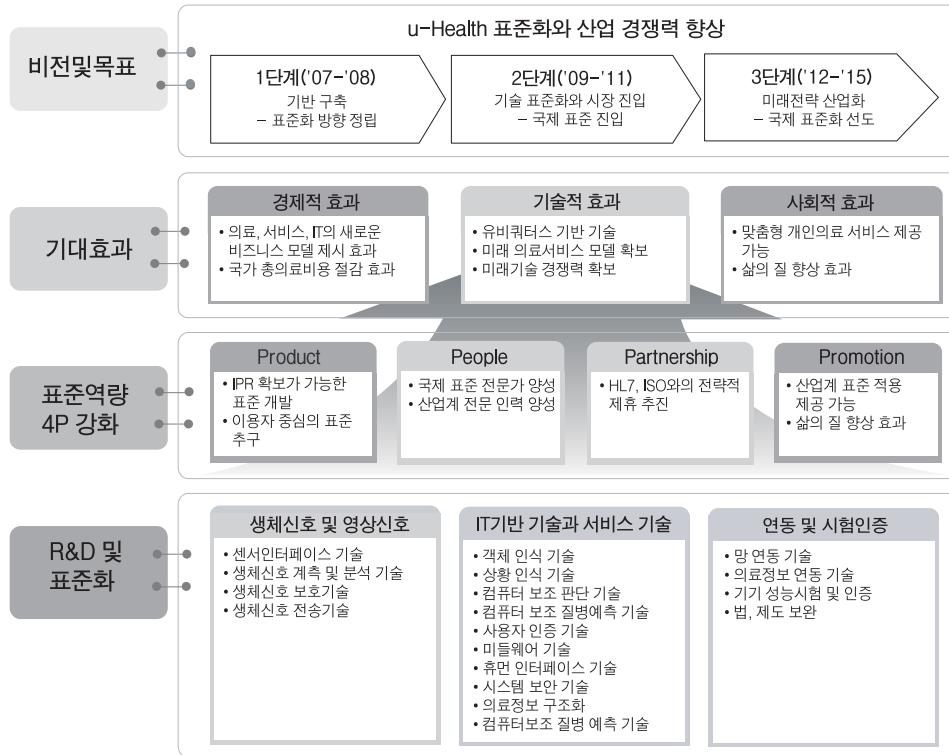 비전및목표
u-Health 표준화와 산업 경쟁력 향상
1단계('07-'08)
기반 구축
– 표준화 방향 정립
2단계('09-'11)
기술 표준화와 시장 진입
– 국제 표준 진입
3단계('12-'15)
미래전략 산업화
– 국제 표준화 선도
기대효과
경제적 효과
• 의료, 서비스, IT의 새로운
비즈니스 모델 제시 효과
• 국가 총의료비용 절감 효과
기술적 효과
• 유비쿼터스 기반 기술
• 미래 의료서비스 모델 확보
• 미래기술 경쟁력 확보
사회적 효과
• 맞춤형 개인의료 서비스 제공
가능
• 삶의 질 향상 효과
표준역량
4P 강화
Product
• IPR 확보가 가능한
표준 개발
• 이용자 중심의 표준
추구
People
• 국제 표준 전문가 양성
• 산업계 전문 인력 양성
Partnership
• HL7, ISO와의 전략적
제휴 추진
Promotion
• 산업계 표준 적용
제공 가능
• 삶의 질 향상 효과
R&D 및
표준화
생체신호 및 영상신호
• 센서인터페이스 기술
• 생체신호 계측 및 분석 기술
• 생체신호 보호기술
• 생체신호 전송기술
IT기반 기술과 서비스 기술
• 객체 인식 기술
• 상황 인식 기술
• 컴퓨터 보조 판단 기술
• 컴퓨터 보조 질병예측 기술
• 사용자 인증 기술
• 미들웨어 기술
• 휴먼 인터페이스 기술
• 시스템 보안 기술
• 의료정보 구조화
• 컴퓨터보조 질병 예측 기술
연동 및 시험인증
• 망 연동 기술
• 의료정보 연동 기술
• 기기 성능시험 및 인증
• 법, 제도 보완